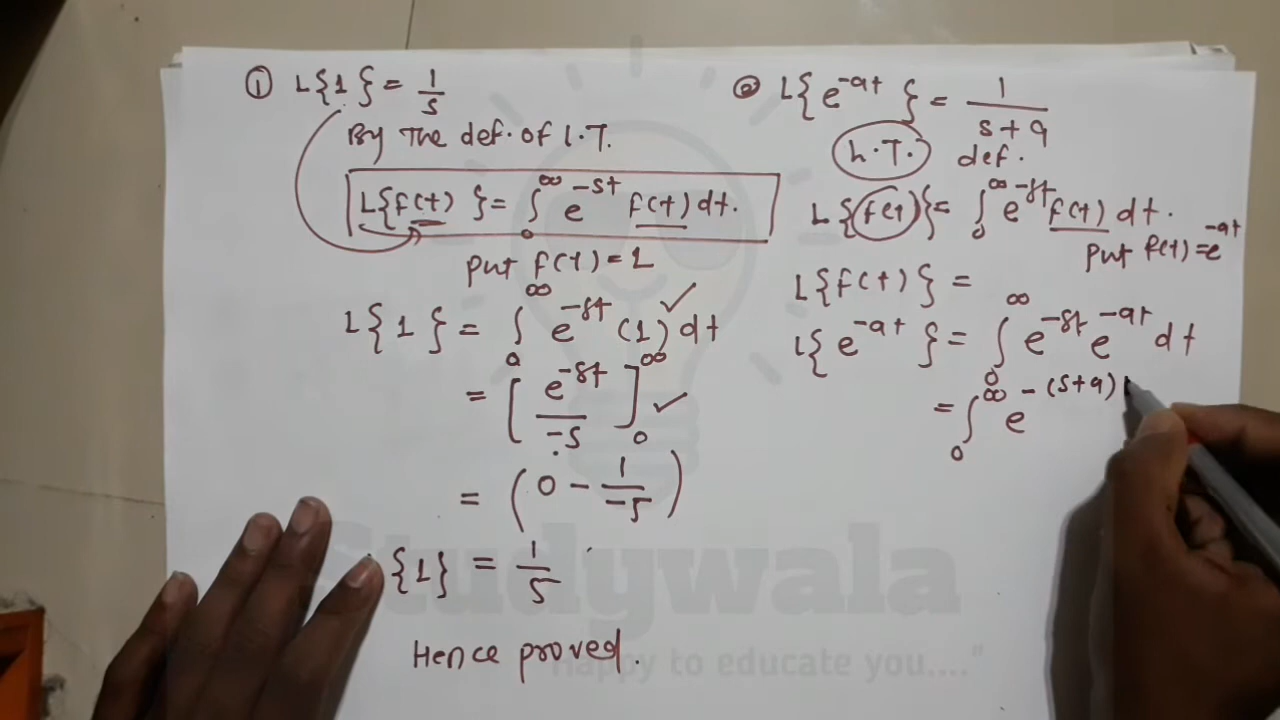 ① L{1} = 1/s
By the def. of L.T.
L{f(t)} = ∫₀^∞ e^-st f(t) dt.
put f(t) = 1
L{1} = ∫₀^∞ e^-st (1) dt ✓
= [e^-st / -s]₀^∞ ✓
= (0 - 1/-s)
{1} = 1/s
Hence proved.
② L{e^-at} = 1/(s+a)
L.T. def.
L{f(t)} = ∫₀^∞ e^-st f(t) dt.
put f(t) = e^-at
L{f(t)} =
L{e^-at} = ∫₀^∞ e^-st e^-at dt
= ∫₀^∞ e^-(s+a)
Studywala
"Happy to educate you...."